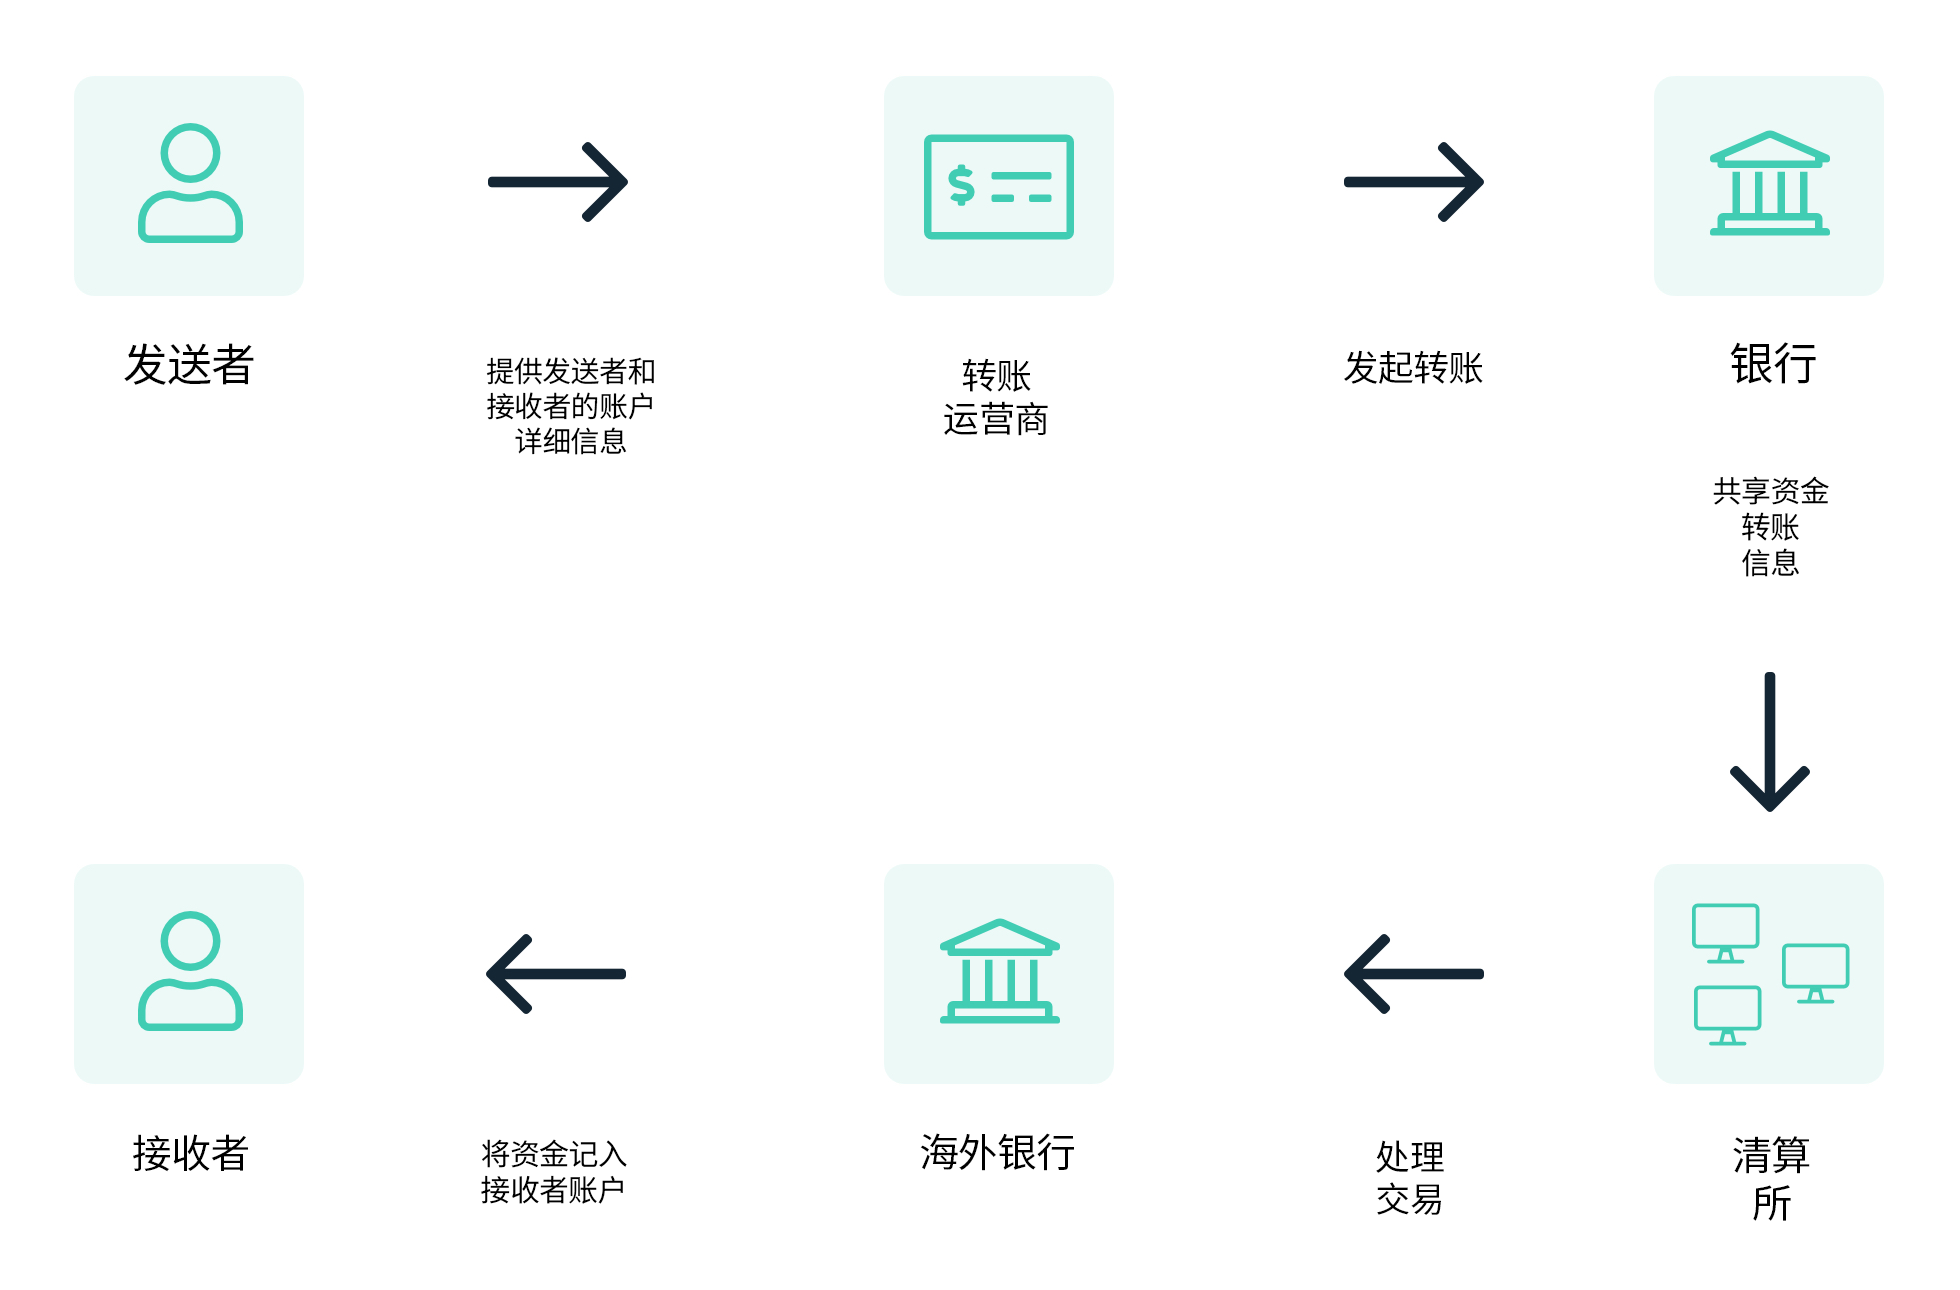 发送者
提供发送者和
接收者的账户
详细信息
转账
运营商
发起转账
银行
共享资金
转账
信息
接收者
将资金记入
接收者账户
海外银行
处理
交易
清算
所